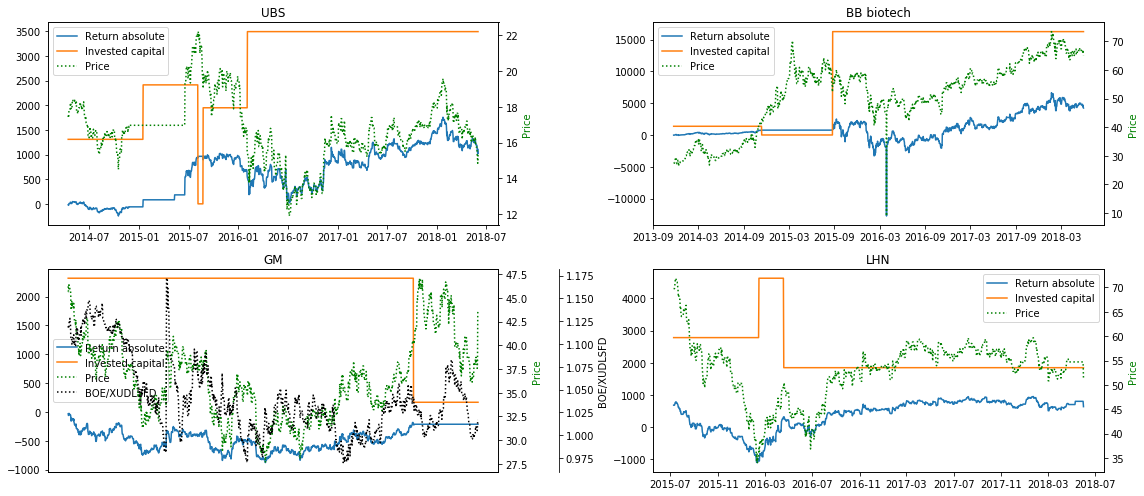 UBS
Return absolute
Invested capital
Price
3500
3000
2500
2000
1500
1000
500
0
22
20
18
16
14
12
Price
2014-07 2015-01 2015-07 2016-01 2016-07 2017-01 2017-07 2018-01 2018-07
BB biotech
Return absolute
Invested capital
Price
15000
10000
5000
0
−5000
−10000
70
60
50
40
30
20
10
Price
2013-09 2014-03 2014-09 2015-03 2015-09 2016-03 2016-09 2017-03 2017-09 2018-03
GM
Return absolute
Invested capital
Price
BOE/XUDLSFD
2000
1500
1000
500
0
−500
−1000
47.5
45.0
42.5
40.0
37.5
35.0
32.5
30.0
27.5
Price
1.175
1.150
1.125
1.100
1.075
1.050
1.025
1.000
0.975
BOE/XUDLSFD
LHN
Return absolute
Invested capital
Price
4000
3000
2000
1000
0
−1000
70
65
60
55
50
45
40
35
Price
2015-07 2015-11 2016-03 2016-07 2016-11 2017-03 2017-07 2017-11 2018-03 2018-07